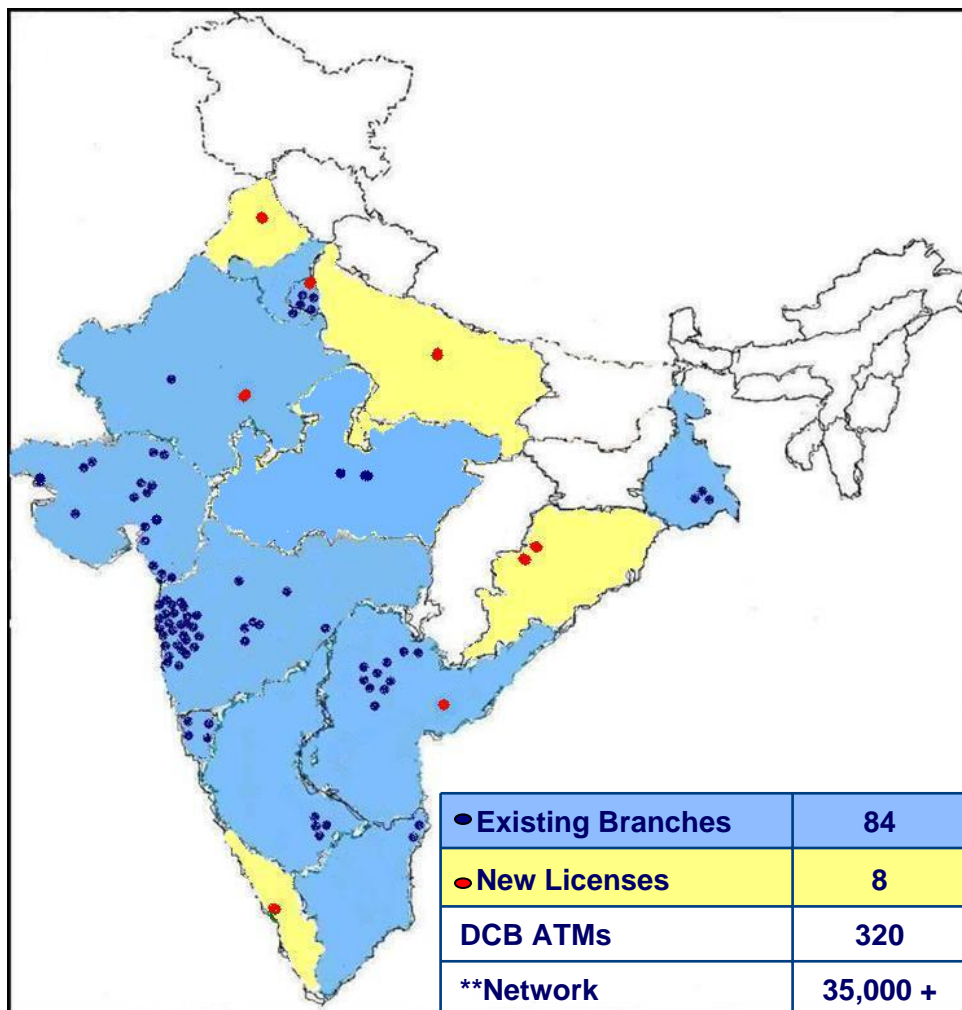 Existing Branches 84
New Licenses 8
DCB ATMs 320
**Network 35,000 +